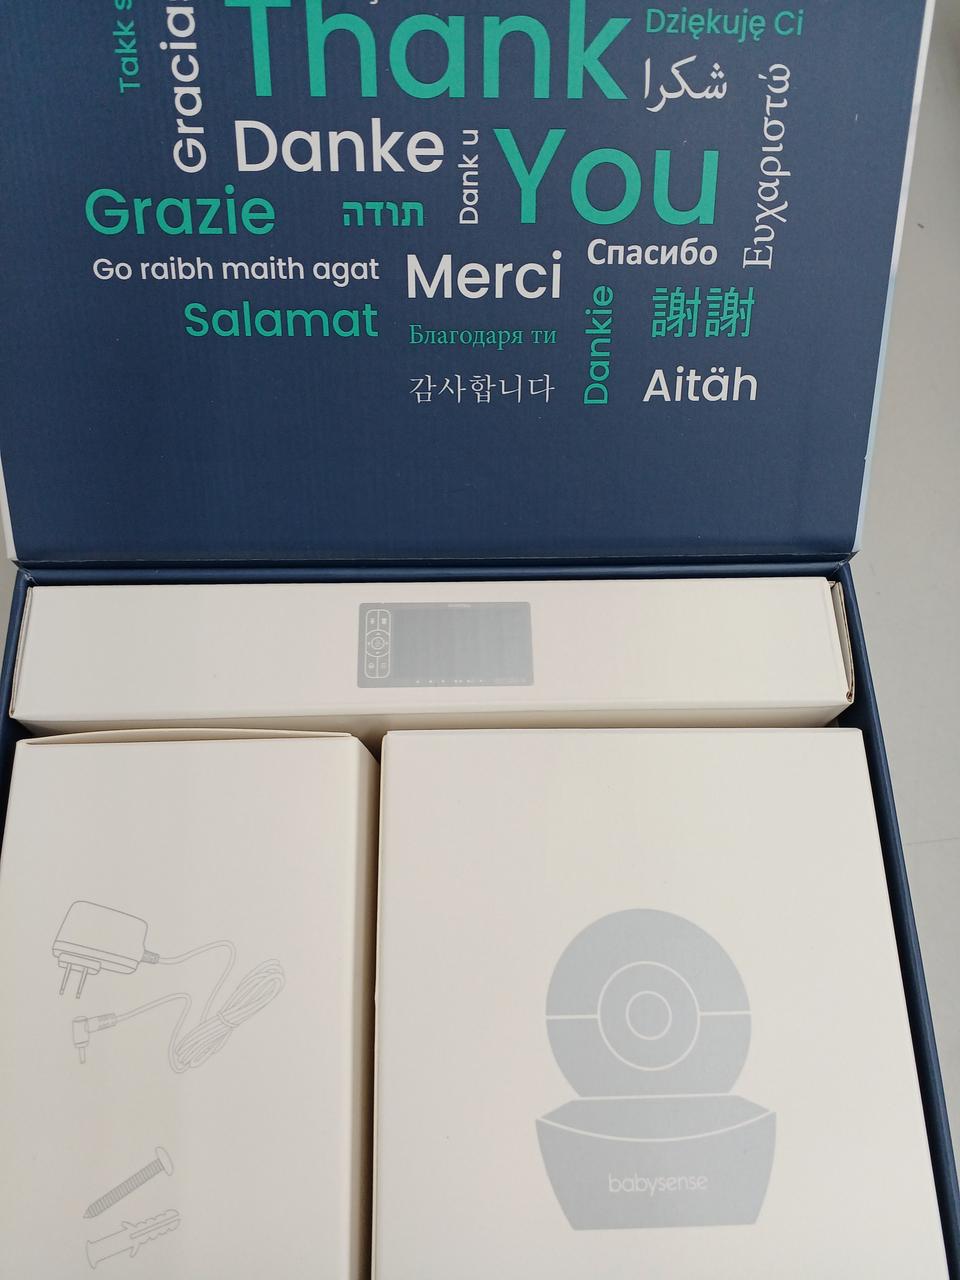 Takk s
Gracias
Thank
Dziękuję Ci
شكرا
Ευχαριστώ
Danke
Dank u
You
Grazie
תודה
Спасибо
Go raibh maith agat
Merci
Salamat
Благодаря ти
Dankie
謝謝
감사합니다
Aitäh
babysense